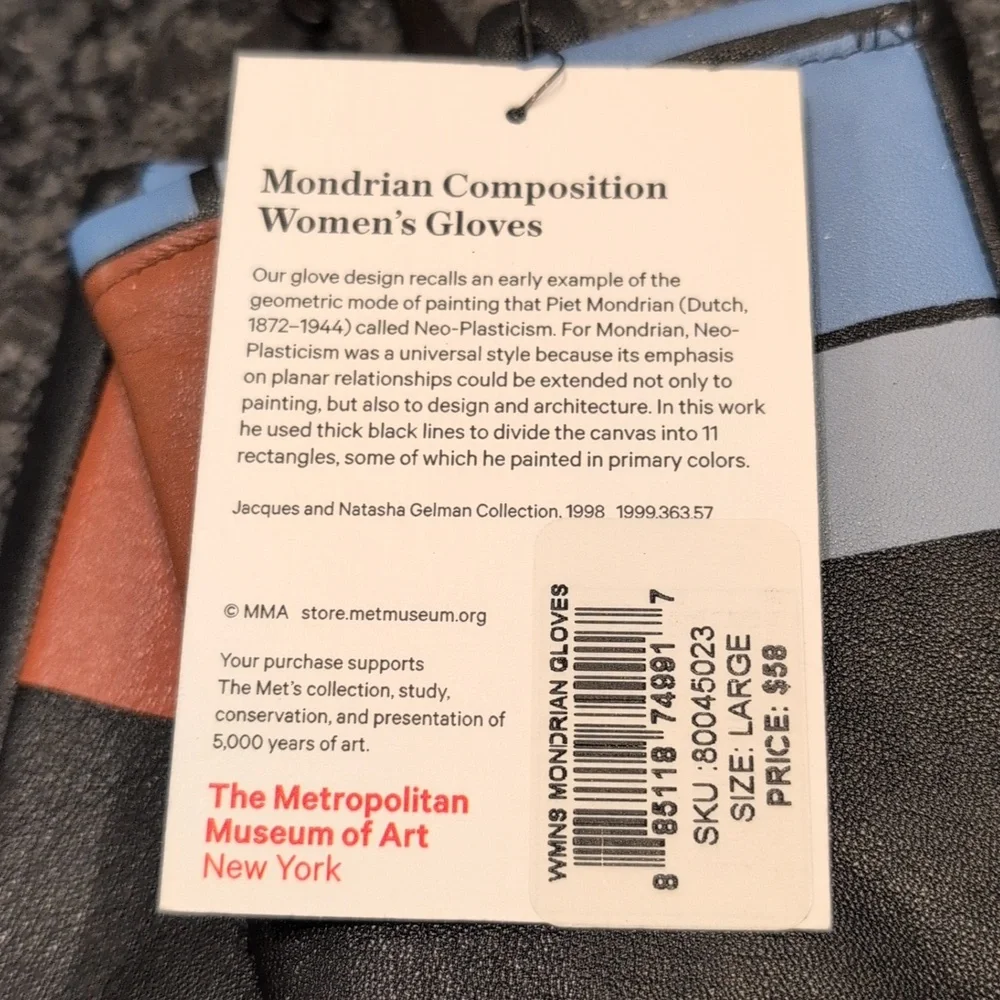 Mondrian Composition
Women's Gloves
Our glove design recalls an early example of the
geometric mode of painting that Piet Mondrian (Dutch,
1872–1944) called Neo-Plasticism. For Mondrian, Neo-
Plasticism was a universal style because its emphasis
on planar relationships could be extended not only to
painting, but also to design and architecture. In this work
he used thick black lines to divide the canvas into 11
rectangles, some of which he painted in primary colors.
Jacques and Natasha Gelman Collection, 1998 1999.363.57
© MMA store.metmuseum.org
Your purchase supports
The Met's collection, study,
conservation, and presentation of
5,000 years of art.
The Metropolitan
Museum of Art
New York
WMNS MONDRIAN GLOVES
8 85118 74991 7
SKU :80045023
SIZE: LARGE
PRICE: $58